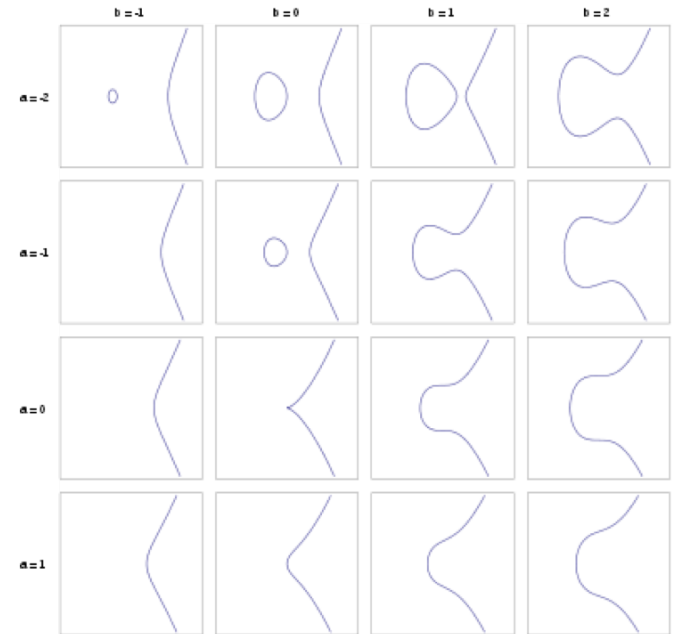 b = -1 b = 0 b = 1 b = 2
a = -2
a = -1
a = 0
a = 1